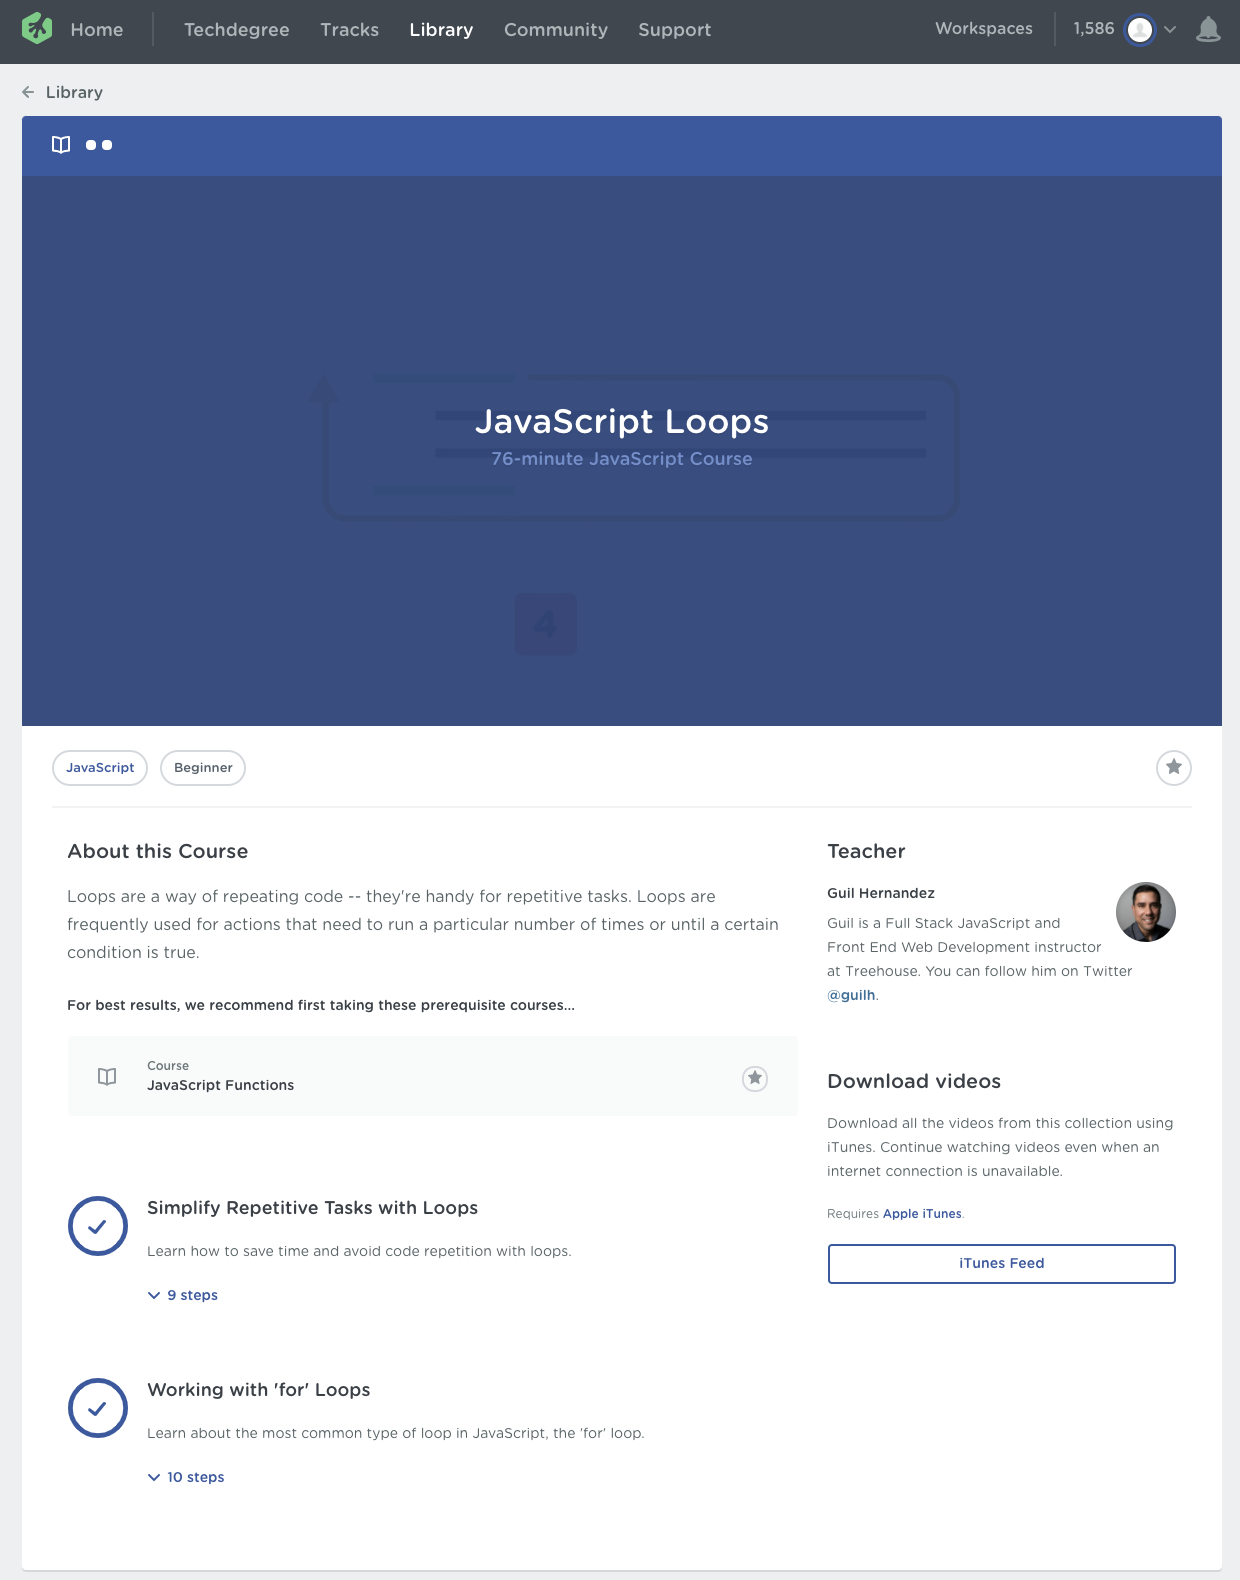 Home
Techdegree
Tracks
Library
Community
Support
Workspaces
1,586
Library
JavaScript Loops
76-minute JavaScript Course
4
JavaScript
Beginner
About this Course
Loops are a way of repeating code -- they're handy for repetitive tasks. Loops are
frequently used for actions that need to run a particular number of times or until a certain
condition is true.
For best results, we recommend first taking these prerequisite courses...
Course
JavaScript Functions
Simplify Repetitive Tasks with Loops
Learn how to save time and avoid code repetition with loops.
9 steps
Working with 'for' Loops
Learn about the most common type of loop in JavaScript, the 'for' loop.
10 steps
Teacher
Guil Hernandez
Guil is a Full Stack JavaScript and
Front End Web Development instructor
at Treehouse. You can follow him on Twitter
@guilh.
Download videos
Download all the videos from this collection using
iTunes. Continue watching videos even when an
internet connection is unavailable.
Requires Apple iTunes.
iTunes Feed